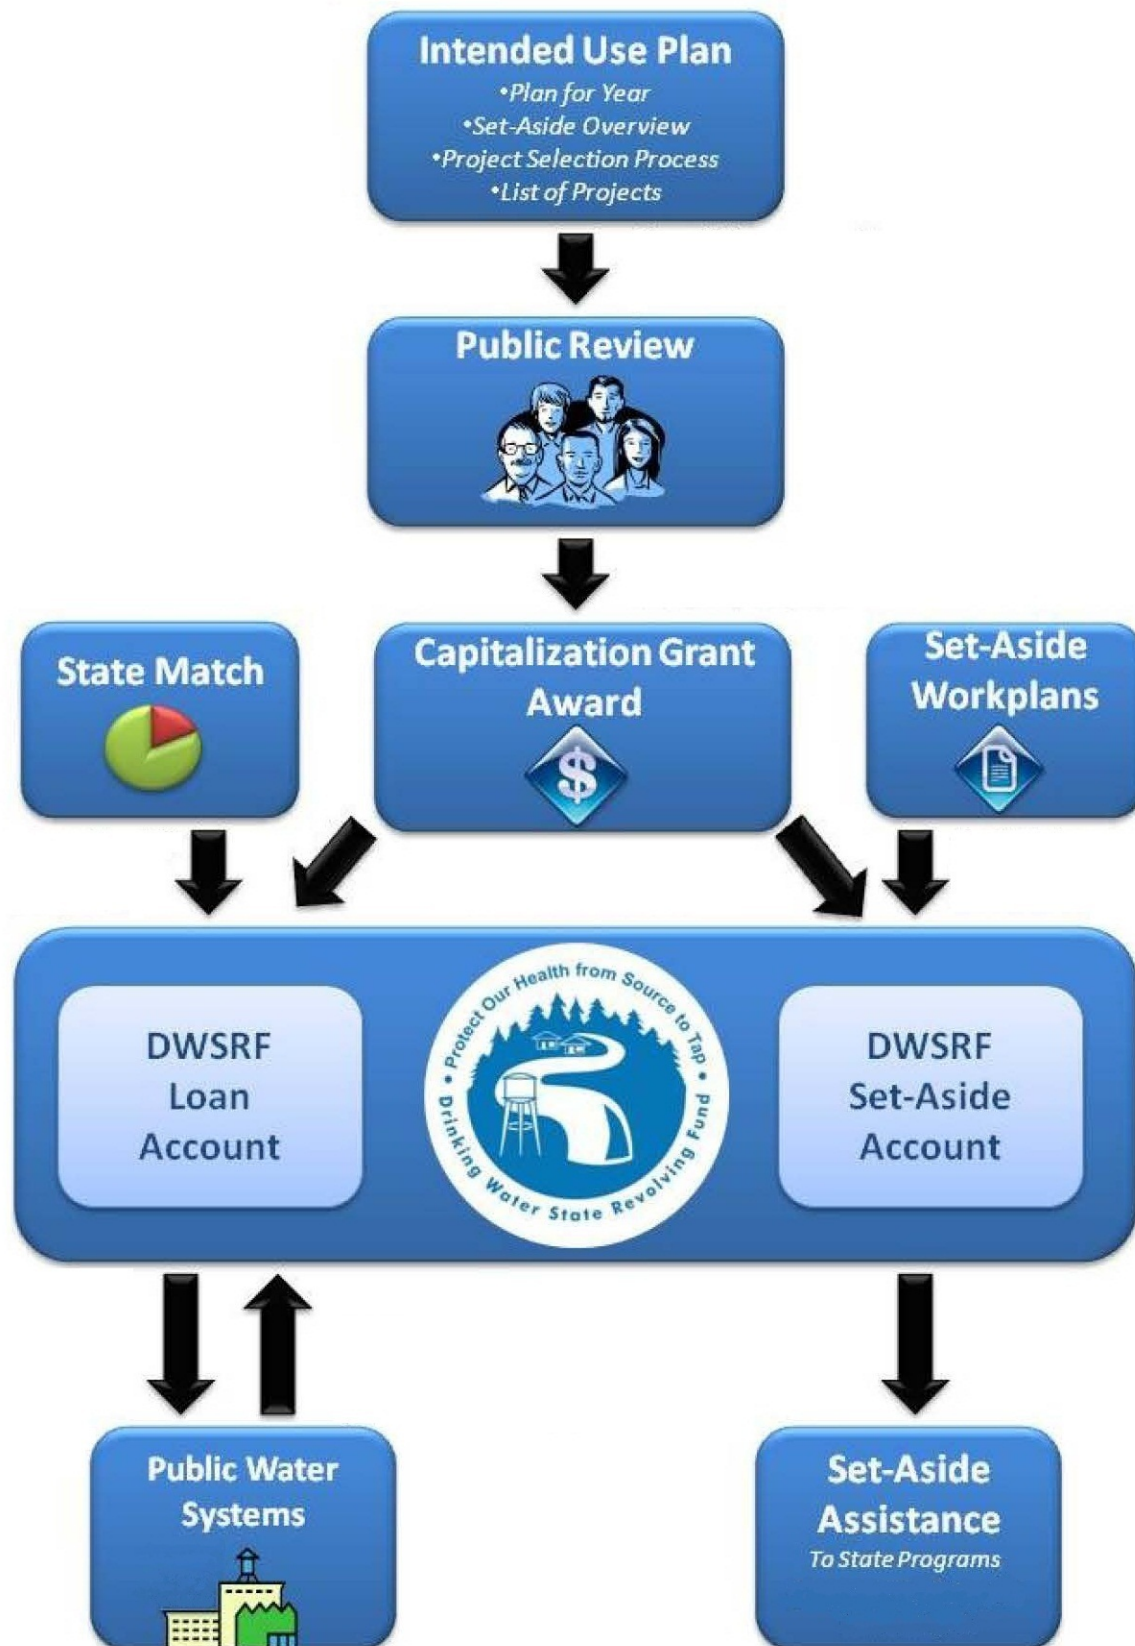 Intended Use Plan
•Plan for Year
•Set-Aside Overview
•Project Selection Process
•List of Projects
Public Review
State Match
Capitalization Grant
Award
$
Set-Aside
Workplans
DWSRF
Loan
Account
• Protect Our Health from Source to Tap •
Drinking Water State Revolving Fund
DWSRF
Set-Aside
Account
Public Water
Systems
Set-Aside
Assistance
To State Programs